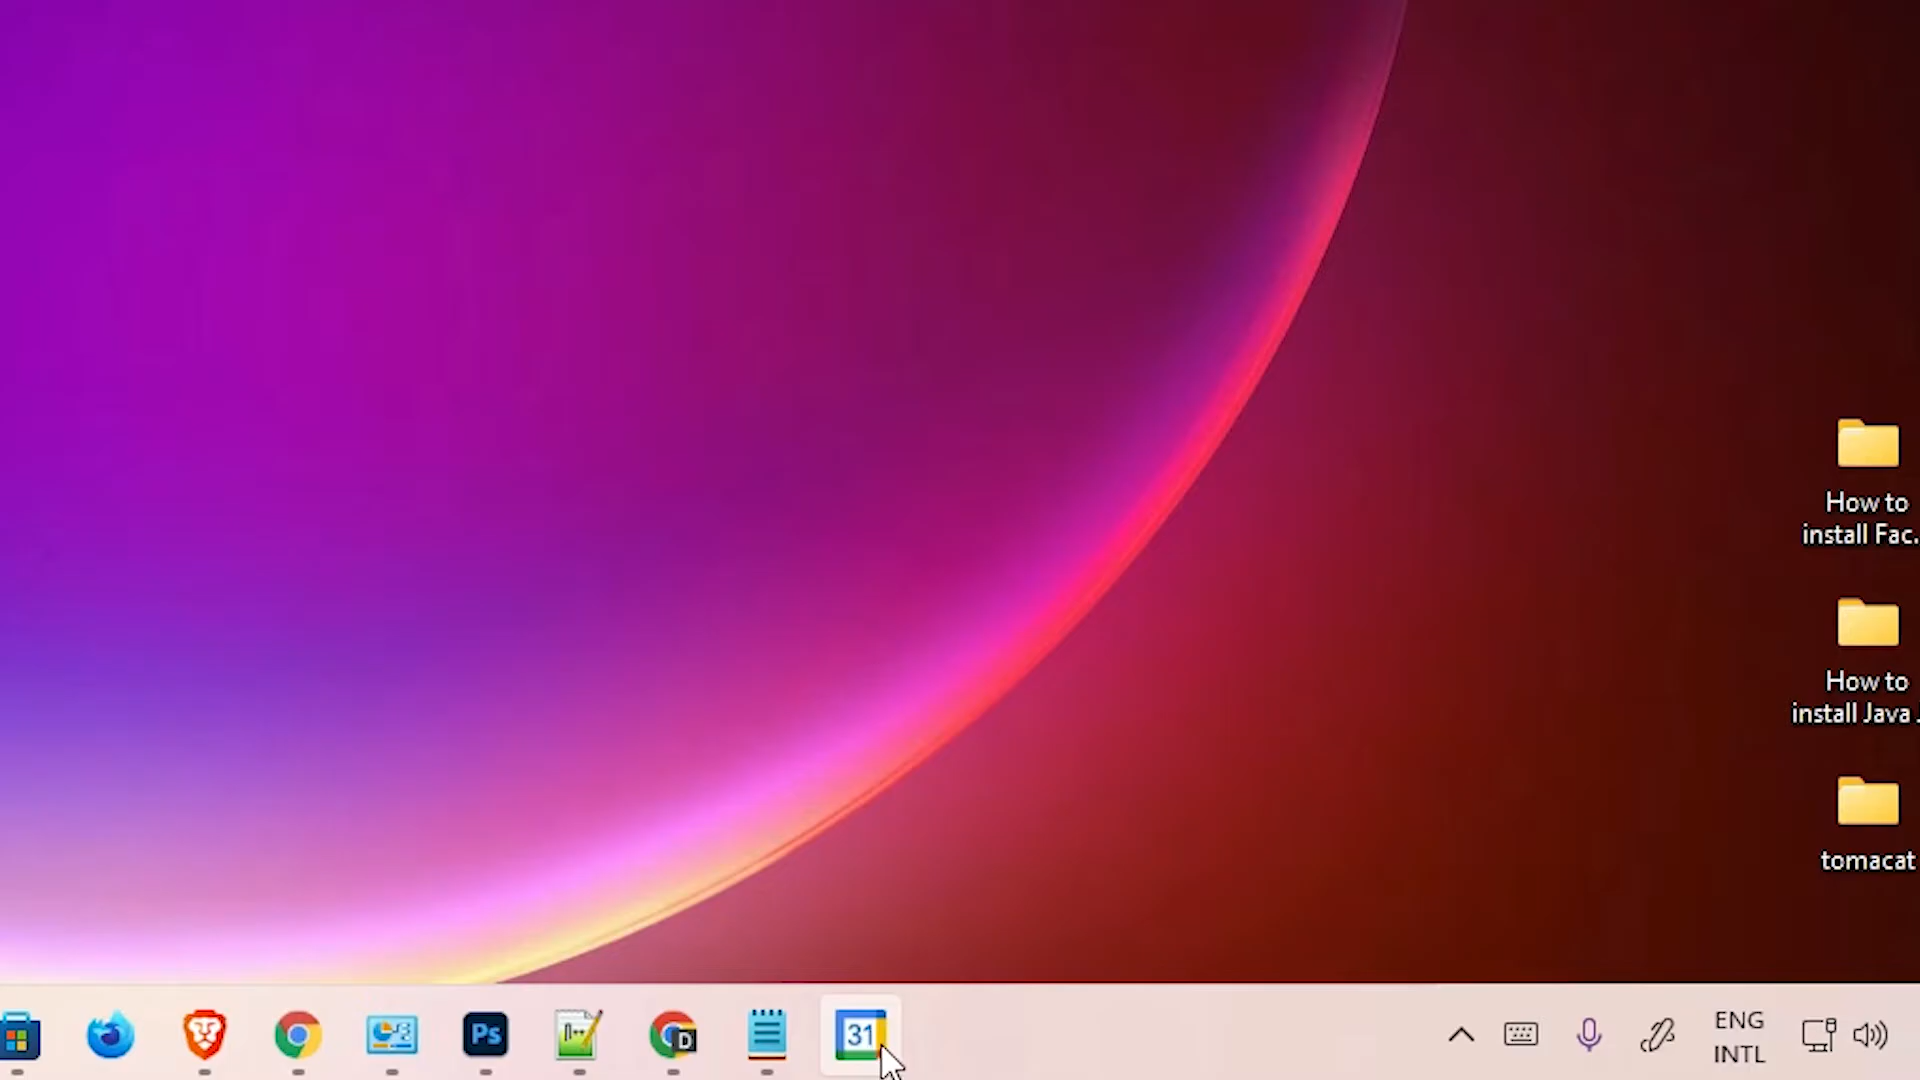 How to
install Fac.
How to
install Java .
tomacat
Ps
D
31
ENG
INTL